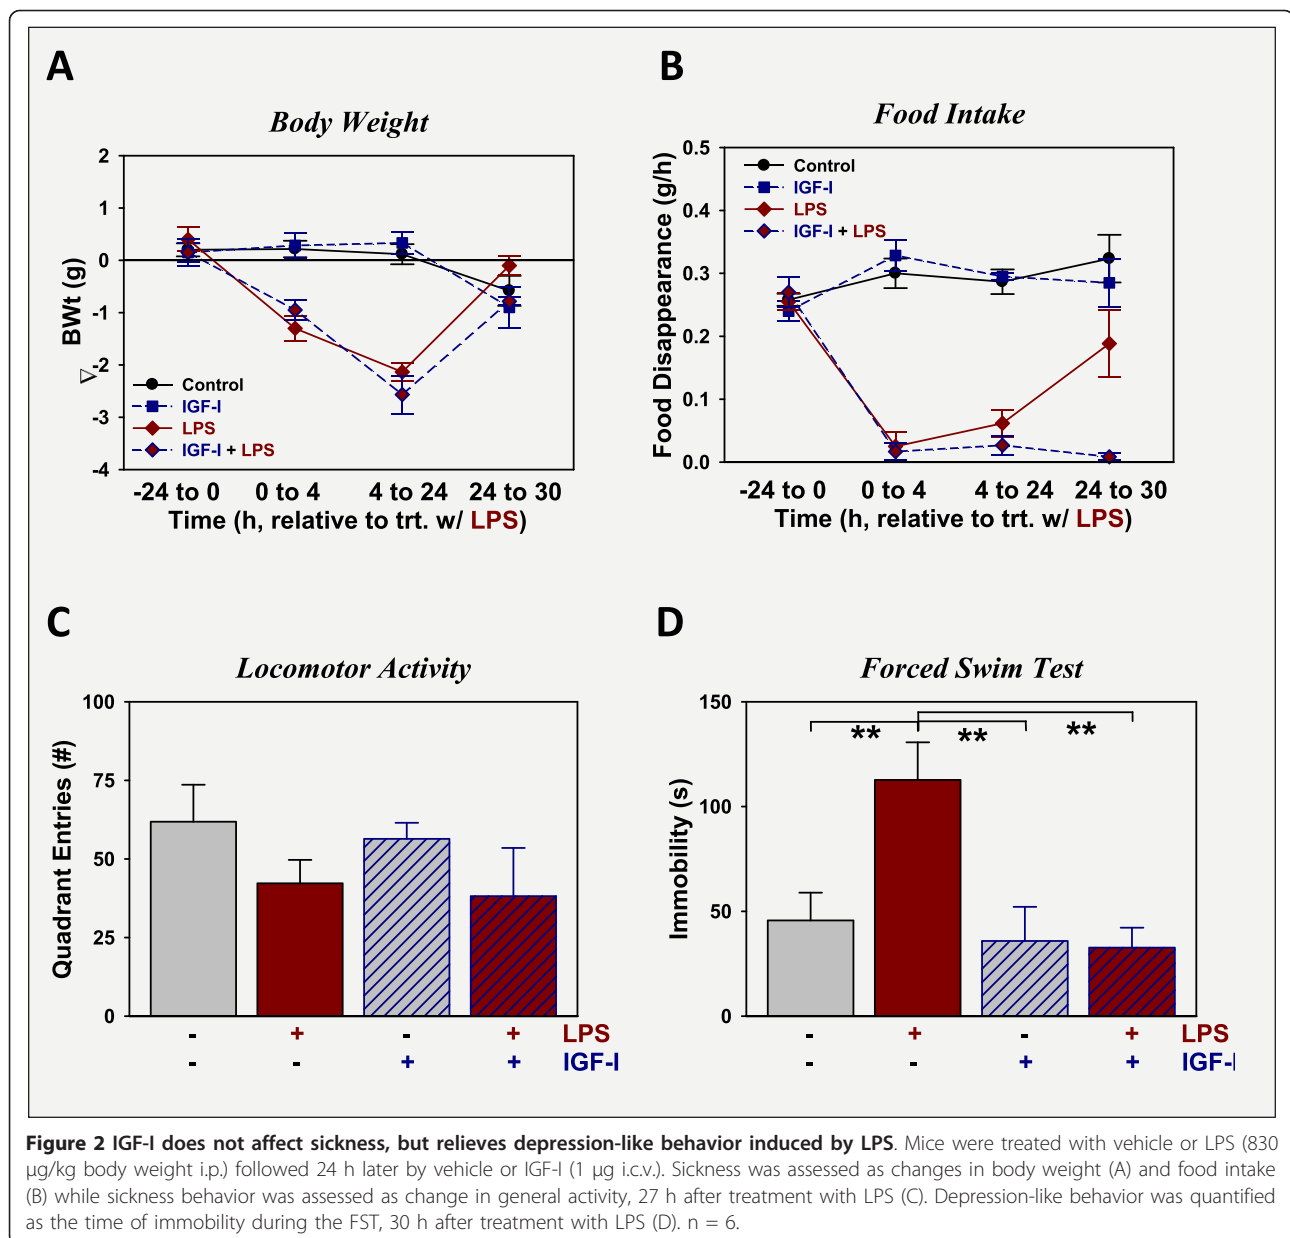 A
Body Weight
2
1
0
-1
-2
-3
-4
∇ BWt (g)
Control
IGF-I
LPS
IGF-I + LPS
-24 to 0 0 to 4 4 to 24 24 to 30
Time (h, relative to trt. w/ LPS)
B
Food Intake
0.5
0.4
0.3
0.2
0.1
0.0
Food Disappearance (g/h)
Control
IGF-I
LPS
IGF-I + LPS
-24 to 0 0 to 4 4 to 24 24 to 30
Time (h, relative to trt. w/ LPS)
C
Locomotor Activity
100
75
50
25
0
Quadrant Entries (#)
- + - + LPS
- - + + IGF-I
D
Forced Swim Test
150
100
50
0
Immobility (s)
** ** **
- + - + LPS
- - + + IGF-I
Figure 2 IGF-I does not affect sickness, but relieves depression-like behavior induced by LPS. Mice were treated with vehicle or LPS (830
μg/kg body weight i.p.) followed 24 h later by vehicle or IGF-I (1 μg i.c.v.). Sickness was assessed as changes in body weight (A) and food intake
(B) while sickness behavior was assessed as change in general activity, 27 h after treatment with LPS (C). Depression-like behavior was quantified
as the time of immobility during the FST, 30 h after treatment with LPS (D). n = 6.